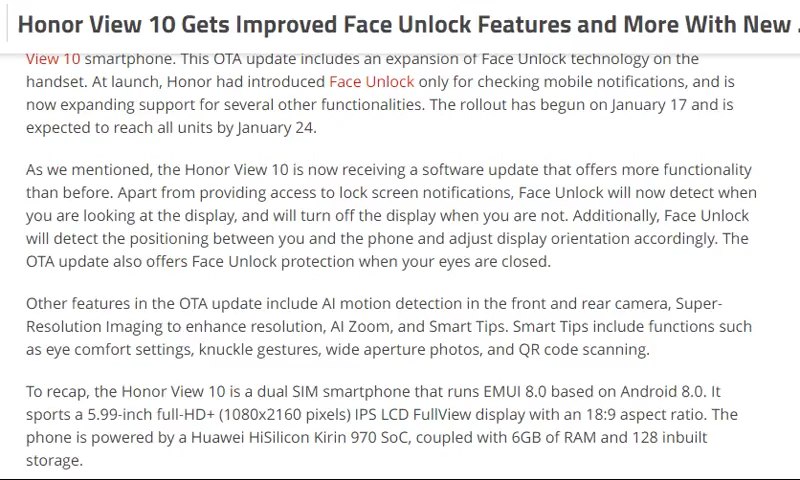 Honor View 10 Gets Improved Face Unlock Features and More With New .
View 10 smartphone. This OTA update includes an expansion of Face Unlock technology on the
handset. At launch, Honor had introduced Face Unlock only for checking mobile notifications, and is
now expanding support for several other functionalities. The rollout has begun on January 17 and is
expected to reach all units by January 24.
As we mentioned, the Honor View 10 is now receiving a software update that offers more functionality
than before. Apart from providing access to lock screen notifications, Face Unlock will now detect when
you are looking at the display, and will turn off the display when you are not. Additionally, Face Unlock
will detect the positioning between you and the phone and adjust display orientation accordingly. The
OTA update also offers Face Unlock protection when your eyes are closed.
Other features in the OTA update include AI motion detection in the front and rear camera, Super-
Resolution Imaging to enhance resolution, AI Zoom, and Smart Tips. Smart Tips include functions such
as eye comfort settings, knuckle gestures, wide aperture photos, and QR code scanning.
To recap, the Honor View 10 is a dual SIM smartphone that runs EMUI 8.0 based on Android 8.0. It
sports a 5.99-inch full-HD+ (1080x2160 pixels) IPS LCD FullView display with an 18:9 aspect ratio. The
phone is powered by a Huawei HiSilicon Kirin 970 SoC, coupled with 6GB of RAM and 128 inbuilt
storage.